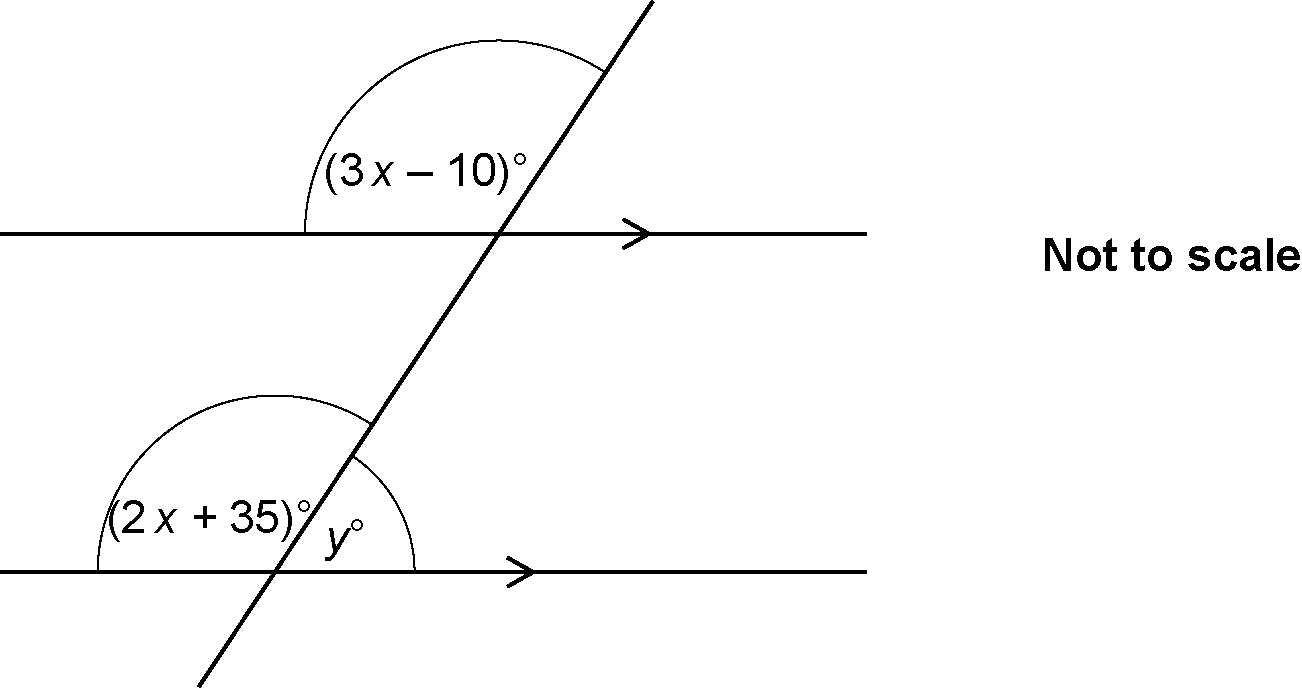 (3x – 10)°
Not to scale
(2x + 35)°
y°